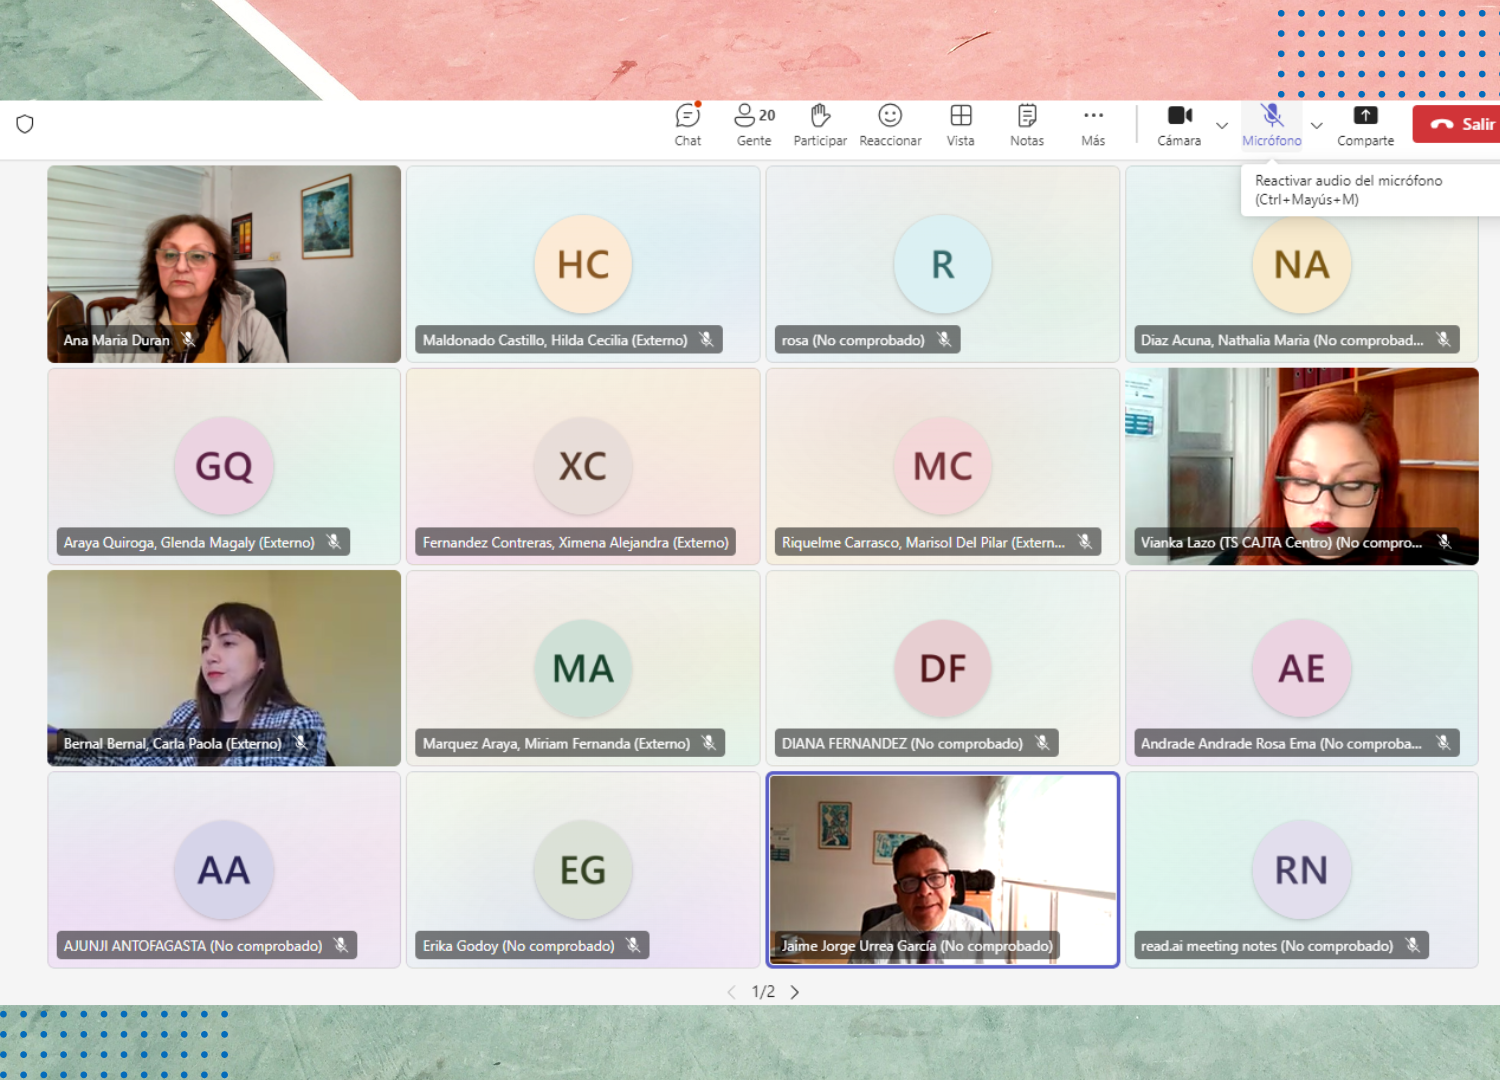 Chat
Gente 20
Participar
Reaccionar
Vista
Notas
Más
Cámara
Micrófono
Comparte
Salir
Reactivar audio del micrófono
(Ctrl+Mayús+M)
Ana Maria Duran
HC
Maldonado Castillo, Hilda Cecilia (Externo)
R
rosa (No comprobado)
NA
Diaz Acuna, Nathalia Maria (No comprobad...
GQ
Araya Quiroga, Glenda Magaly (Externo)
XC
Fernandez Contreras, Ximena Alejandra (Externo)
MC
Riquelme Carrasco, Marisol Del Pilar (Extern...
Vianka Lazo (TS CAJTA Centro) (No compro...
Bernal Bernal, Carla Paola (Externo)
MA
Marquez Araya, Miriam Fernanda (Externo)
DF
DIANA FERNANDEZ (No comprobado)
AE
Andrade Andrade Rosa Ema (No comproba...
AA
AJUNJI ANTOFAGASTA (No comprobado)
EG
Erika Godoy (No comprobado)
Jaime Jorge Urrea García (No comprobado)
RN
read.ai meeting notes (No comprobado)
1/2